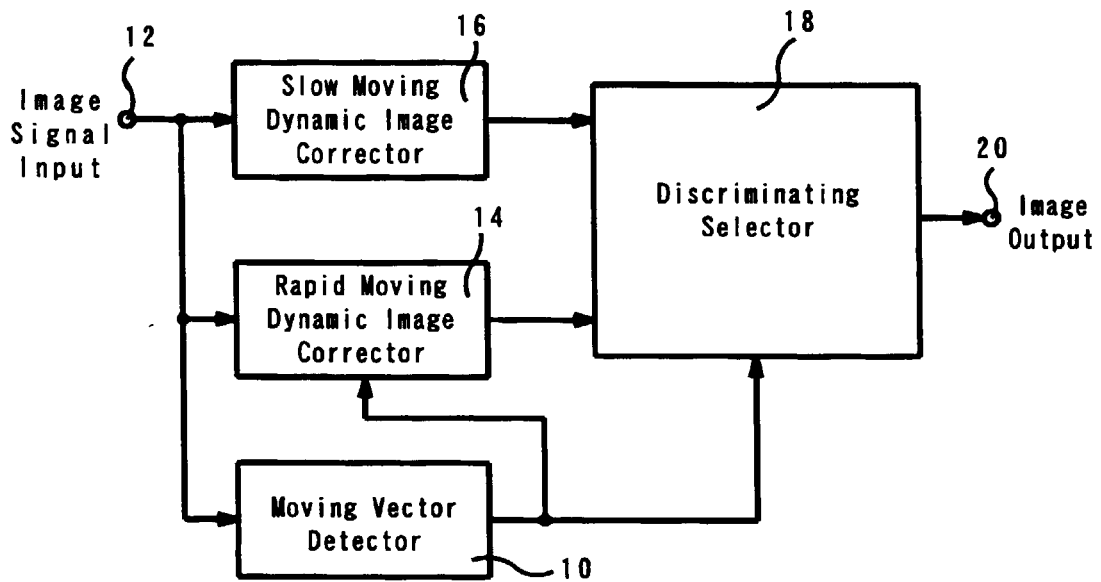 12
Image
Signal
Input
16
Slow Moving
Dynamic Image
Corrector
18
Discriminating
Selector
20
Image
Output
14
Rapid Moving
Dynamic Image
Corrector
Moving Vector
Detector
10